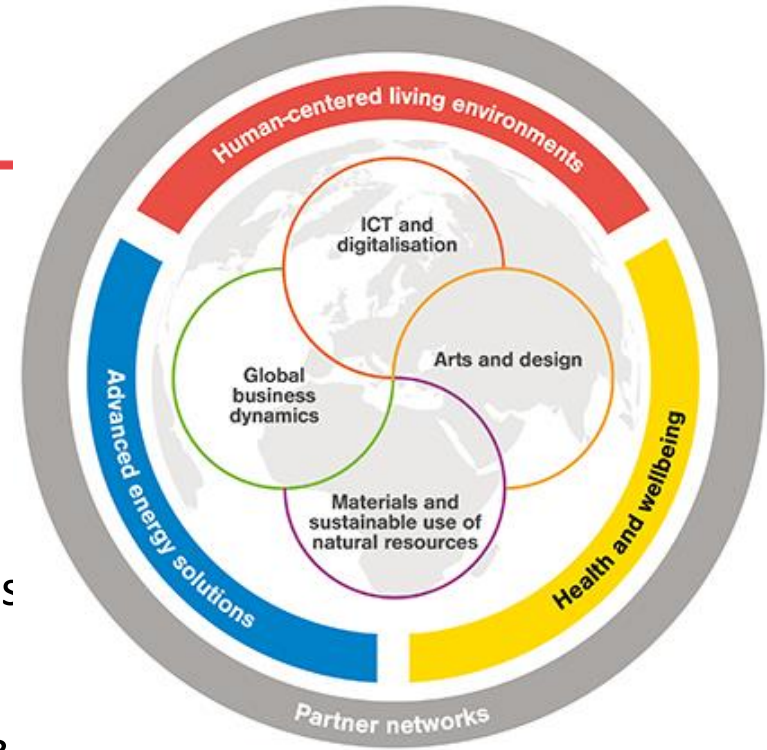 Human-centered living environments
ICT and
digitalisation
Arts and design
Global
business
dynamics
Materials and
sustainable use of
natural resources
Advanced energy solutions
Health and wellbeing
Partner networks